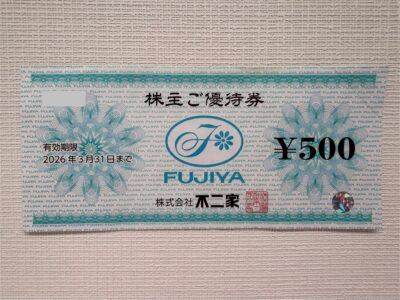 株主ご優待券
有効期限
2026年3月31日まで
F
¥500
FUJIYA
株式会社 不二家